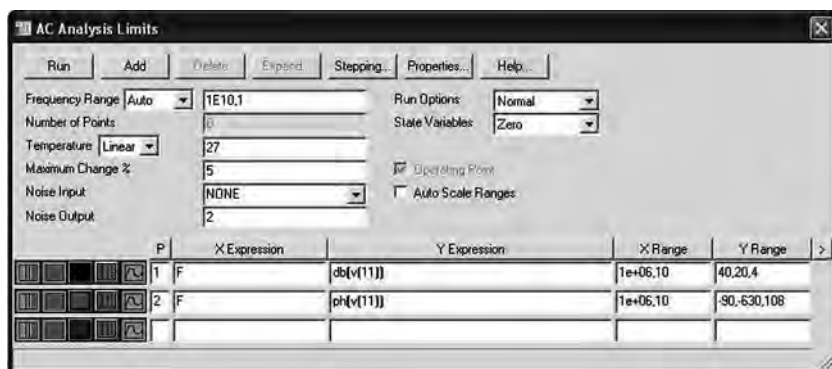 AC Analysis Limits
Run Add Delete Expand Stepping... Properties... Help...
Frequency Range Auto 1E10,1 Run Options Normal
Number of Points State Variables Zero
Temperature Linear 27
Maximum Change % 5 Operating Point
Noise Input NONE Auto Scale Ranges
Noise Output 2
P X Expression Y Expression X Range Y Range >
1 F db(v(11)) 1e+06,10 40,20,4
2 F ph(v(11)) 1e+06,10 -90,-630,108